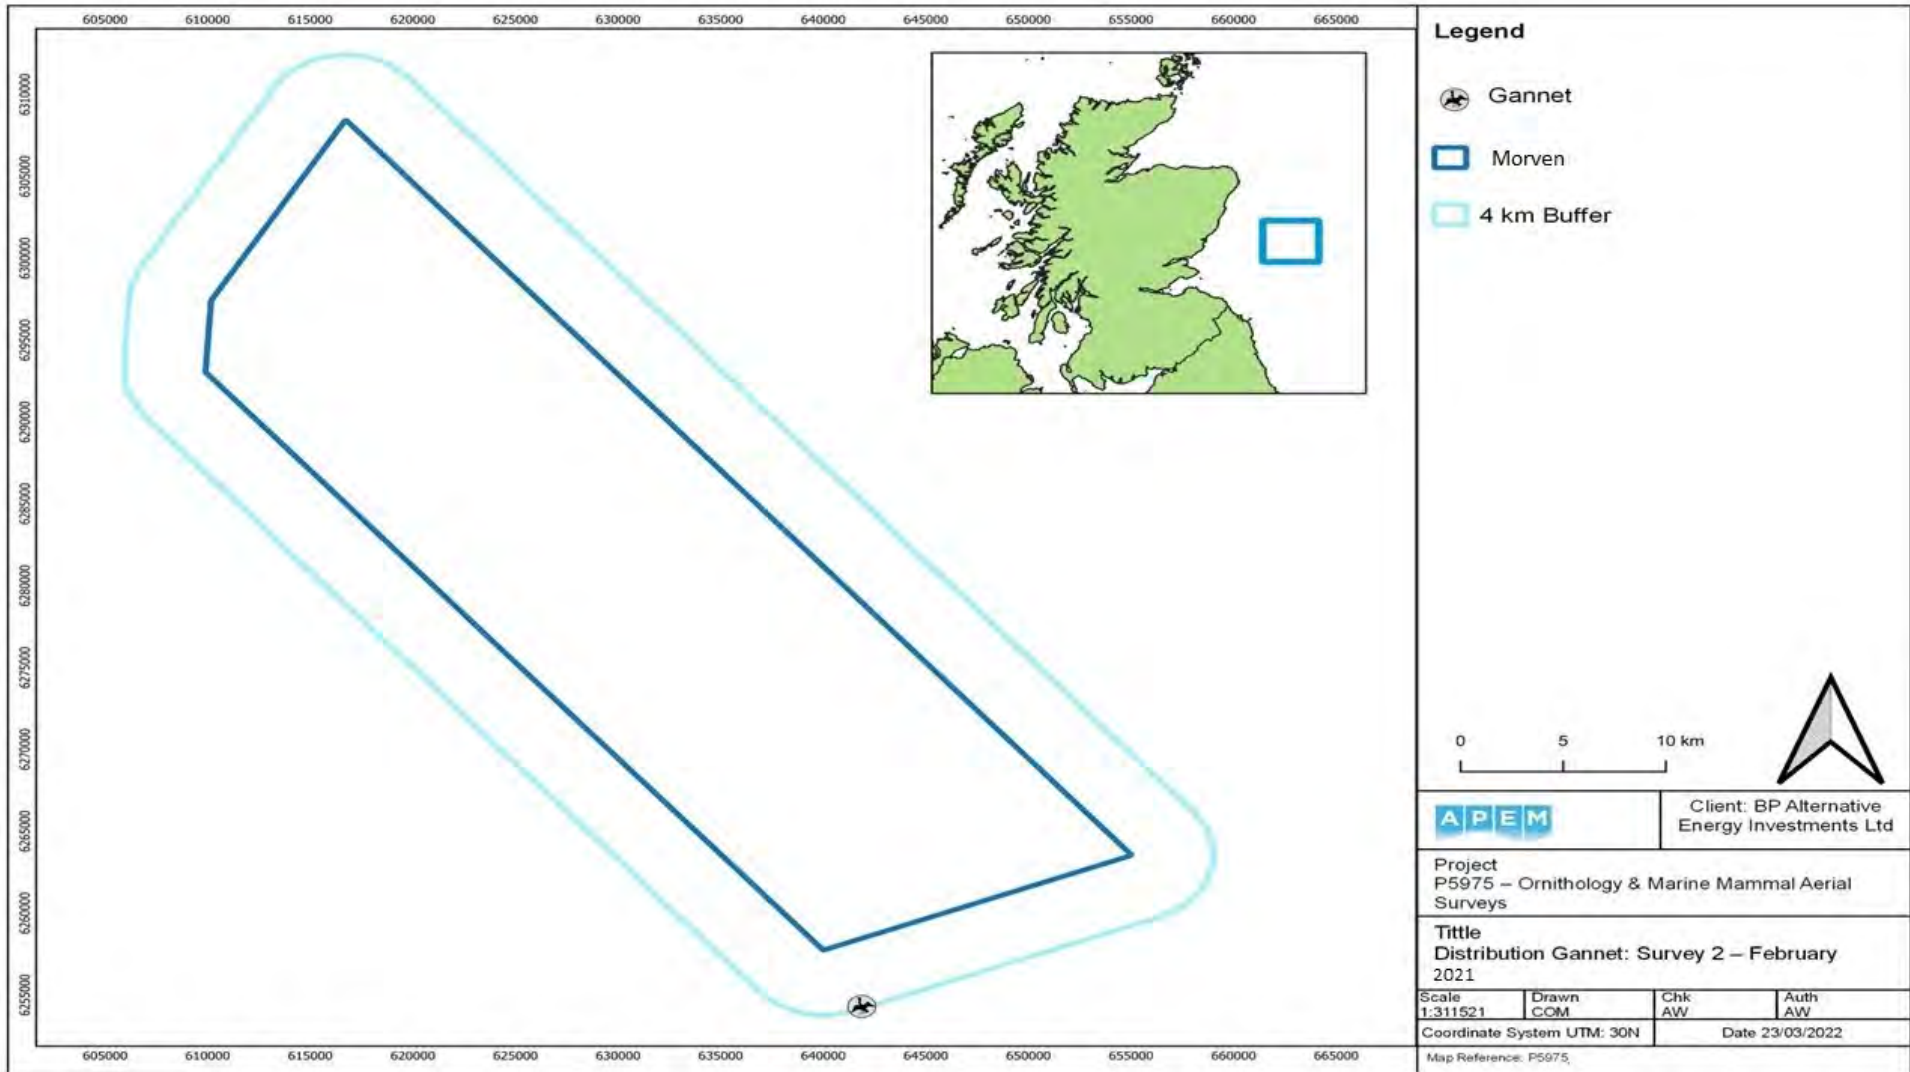 605000 610000 615000 620000 625000 630000 635000 640000 645000 650000 655000 660000 665000
6310000
6305000
6300000
6295000
6290000
6285000
6280000
6275000
6270000
6265000
6260000
6255000
605000 610000 615000 620000 625000 630000 635000 640000 645000 650000 655000 660000 665000
Legend
Gannet
Morven
4 km Buffer
0 5 10 km
APEM
Client: BP Alternative
Energy Investments Ltd
Project
P5975 – Ornithology & Marine Mammal Aerial
Surveys
Tittle
Distribution Gannet: Survey 2 – February
2021
Scale
1:311521
Drawn
COM
Chk
AW
Auth
AW
Coordinate System UTM: 30N
Date 23/03/2022
Map Reference: P5975